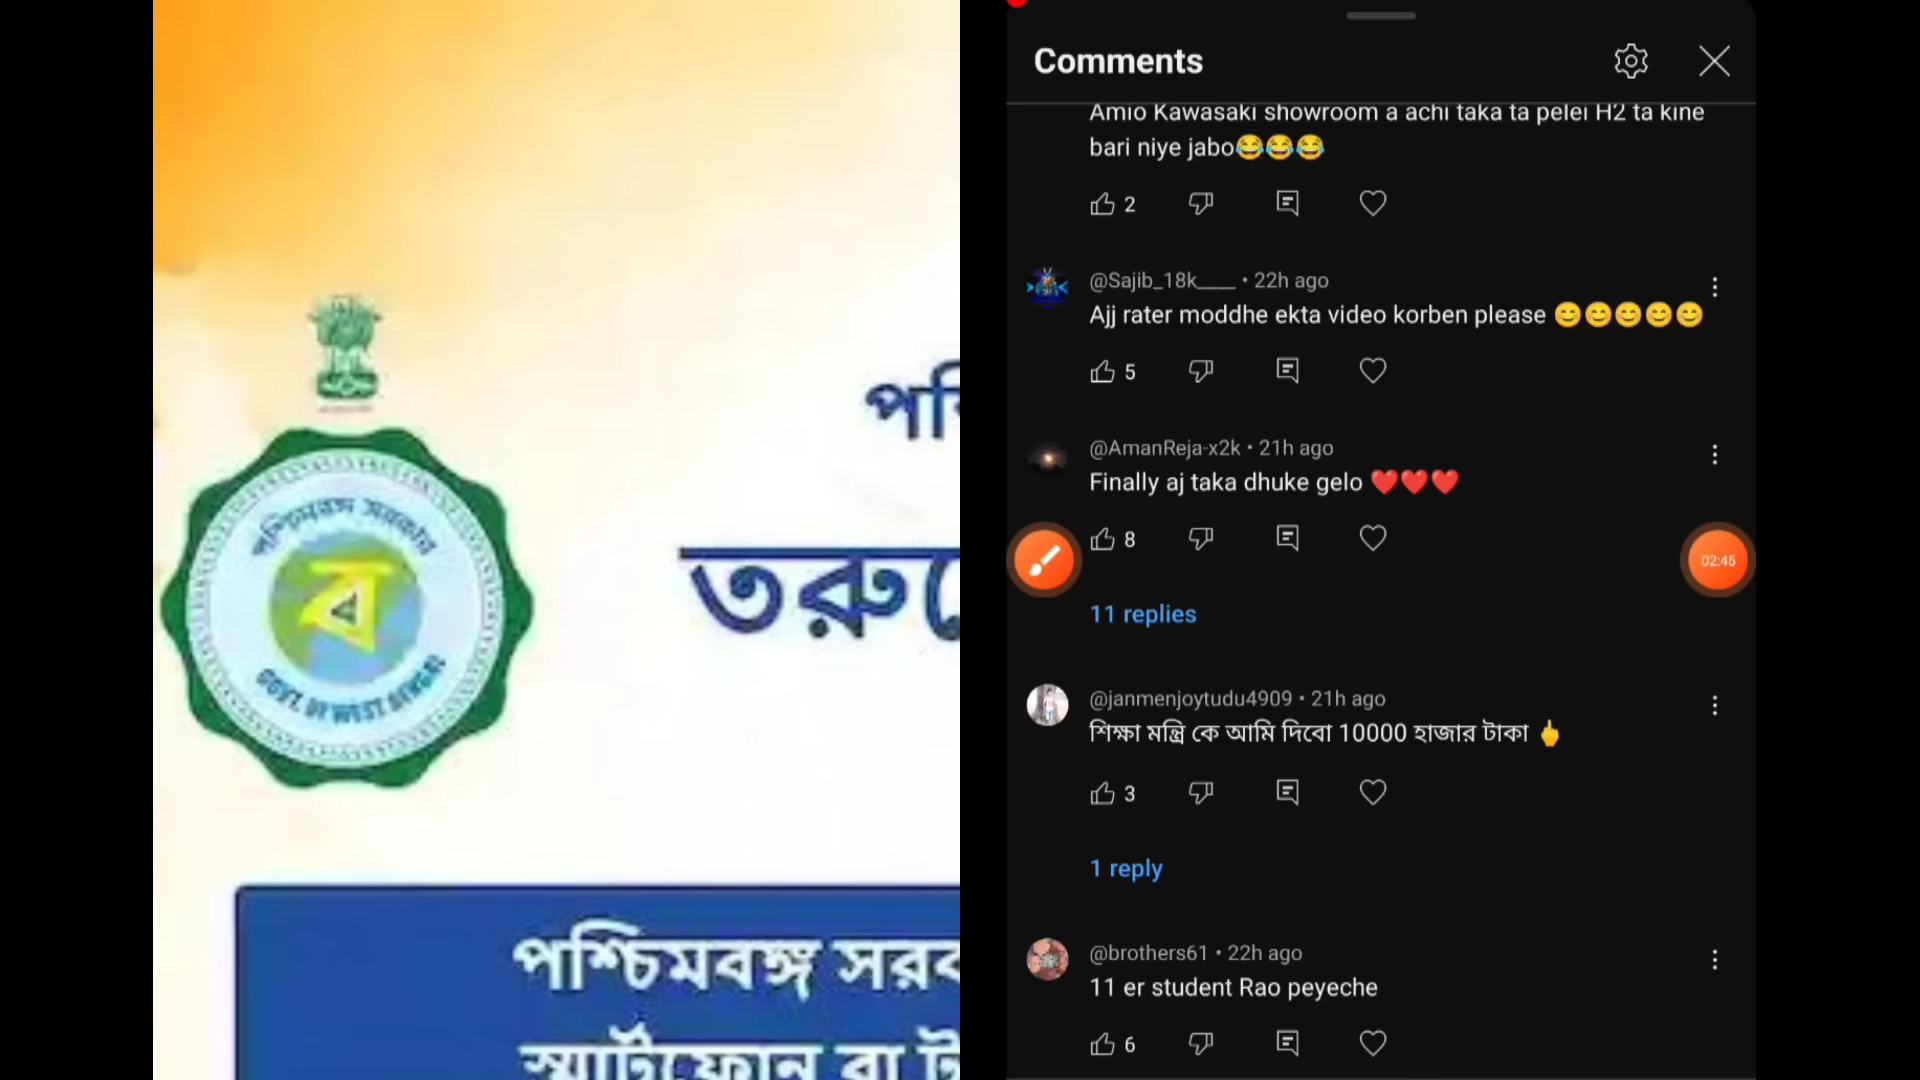 পশ্চিমবঙ্গ সরকার
ব
GOVT. OF WEST BENGAL
পশ্চিমবঙ্গ
Comments
Amio Kawasaki showroom a achi taka ta pelei H2 ta kine
bari niye jabo😂😂😂
2
@Sajib_18k____ • 22h ago
Ajj rater moddhe ekta video korben please 😊😊😊😊😊
5
@AmanReja-x2k • 21h ago
Finally aj taka dhuke gelo ❤️❤️❤️
8
02:45
11 replies
@janmenjoytudu4909 • 21h ago
শিক্ষা মন্ত্রি কে আমি দিবো 10000 হাজার টাকা 🖕
3
1 reply
@brothers61 • 22h ago
11 er student Rao peyeche
6